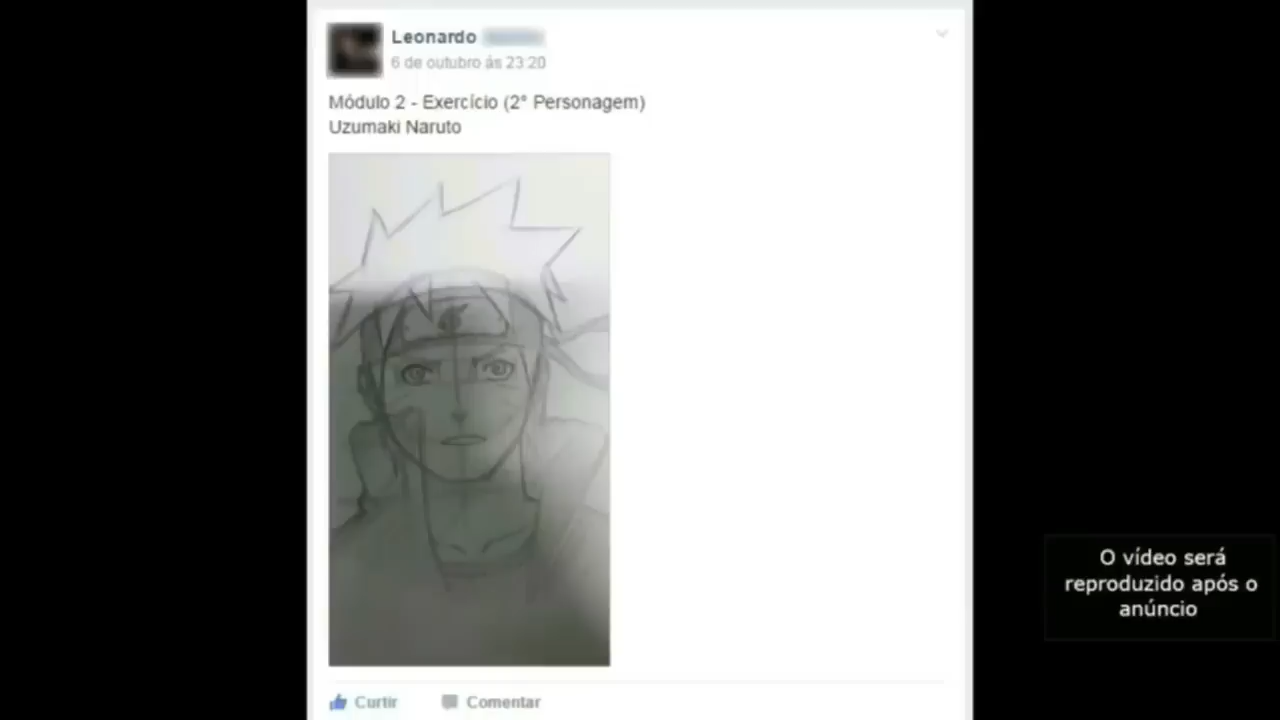 Leonardo
6 de outubro ás 23:20
Módulo 2 - Exercício (2° Personagem)
Uzumaki Naruto
Curtir
Comentar
O vídeo será
reproduzido após o
anúncio